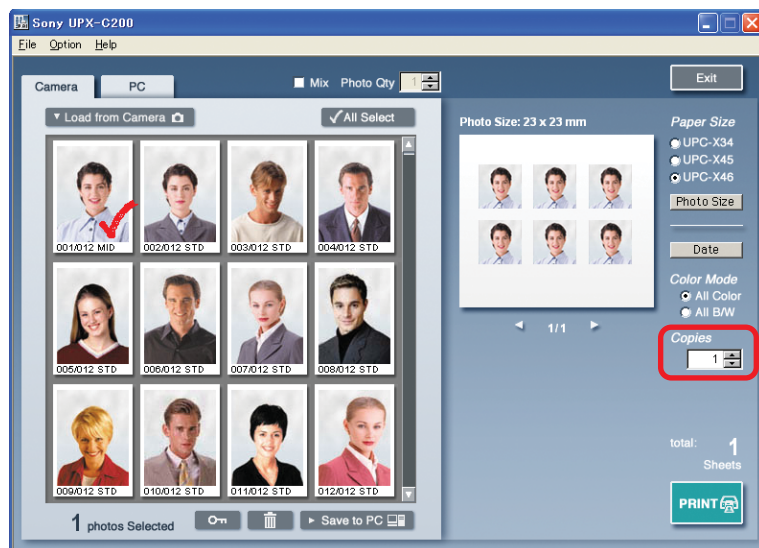 Sony UPX-C200
File Option Help
Camera PC Mix Photo Qty 1 Exit
Load from Camera All Select
Photo Size: 23 x 23 mm
Paper Size
UPC-X34
UPC-X45
UPC-X46
Photo Size
Date
Color Mode
All Color
All B/W
Copies
1
1/1
001/012 MID 002/012 STD 003/012 STD 004/012 STD
005/012 STD 006/012 STD 007/012 STD 008/012 STD
009/012 STD 010/012 STD 011/012 STD 012/012 STD
total: 1
Sheets
PRINT
1 photos Selected Save to PC